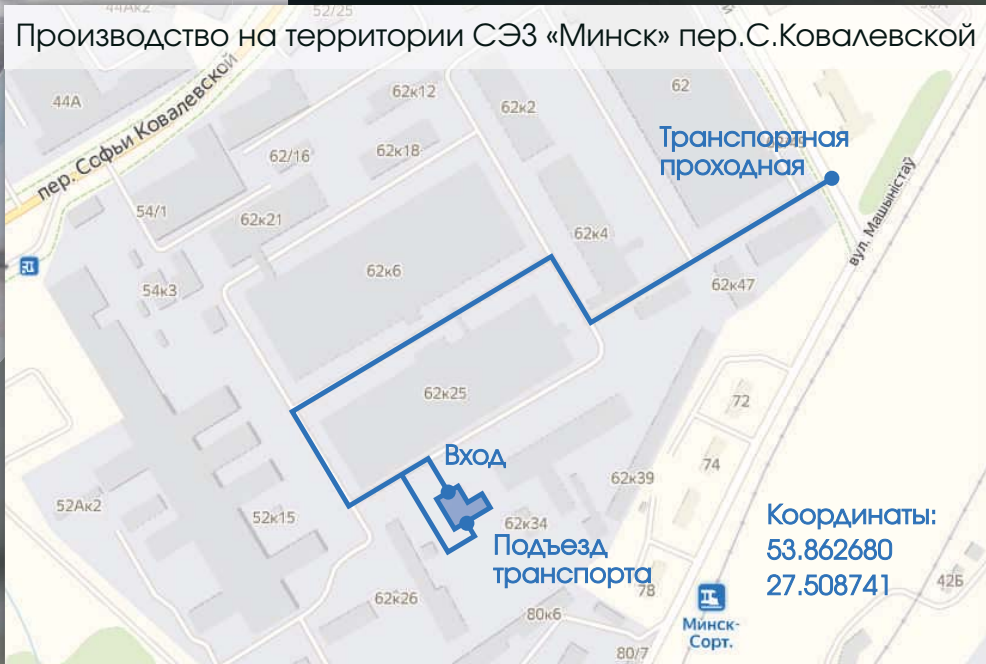 44Ак2
52/25
Производство на территории СЭЗ «Минск» пер.С.Ковалевской
44А
62к12
62к2
62
пер. Софьи Ковалевской
62/16
62к18
Транспортная
проходная
54/1
62к21
62к4
вул. Машыністаў
62к6
54к3
62к47
62к25
72
Вход
74
52Ак2
52к15
62к39
62к34
Координаты:
53.862680
27.508741
Подъезд
транспорта
62к26
78
42Б
80к6
Минск-
Сорт.
80/7